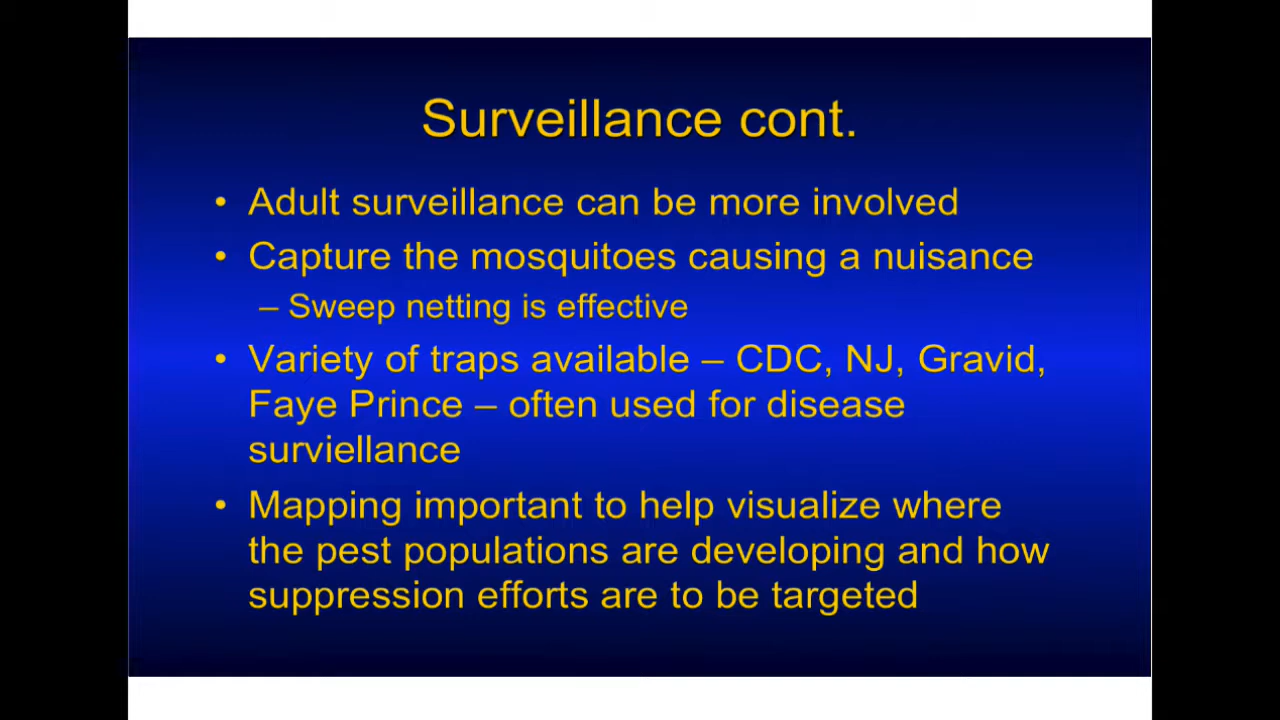 Surveillance cont.
• Adult surveillance can be more involved
• Capture the mosquitoes causing a nuisance
– Sweep netting is effective
• Variety of traps available – CDC, NJ, Gravid,
Faye Prince – often used for disease
surviellance
• Mapping important to help visualize where
the pest populations are developing and how
suppression efforts are to be targeted